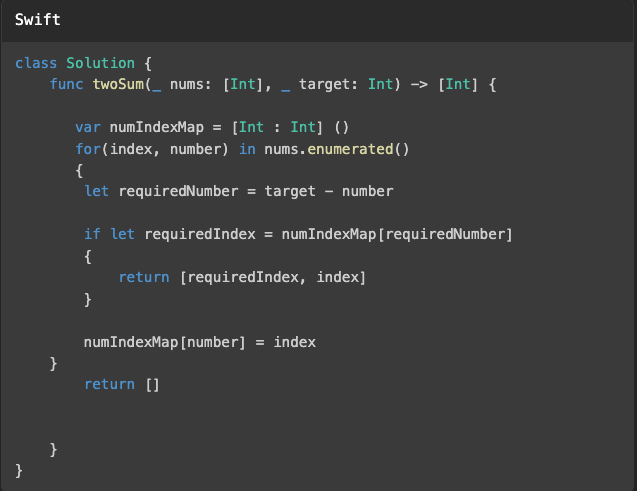 Swift
class Solution {
    func twoSum(_ nums: [Int], _ target: Int) -> [Int] {

       var numIndexMap = [Int : Int] ()
       for(index, number) in nums.enumerated()
       {
        let requiredNumber = target - number

        if let requiredIndex = numIndexMap[requiredNumber]
        {
            return [requiredIndex, index]
        }

        numIndexMap[number] = index
    }
        return []


    }
}